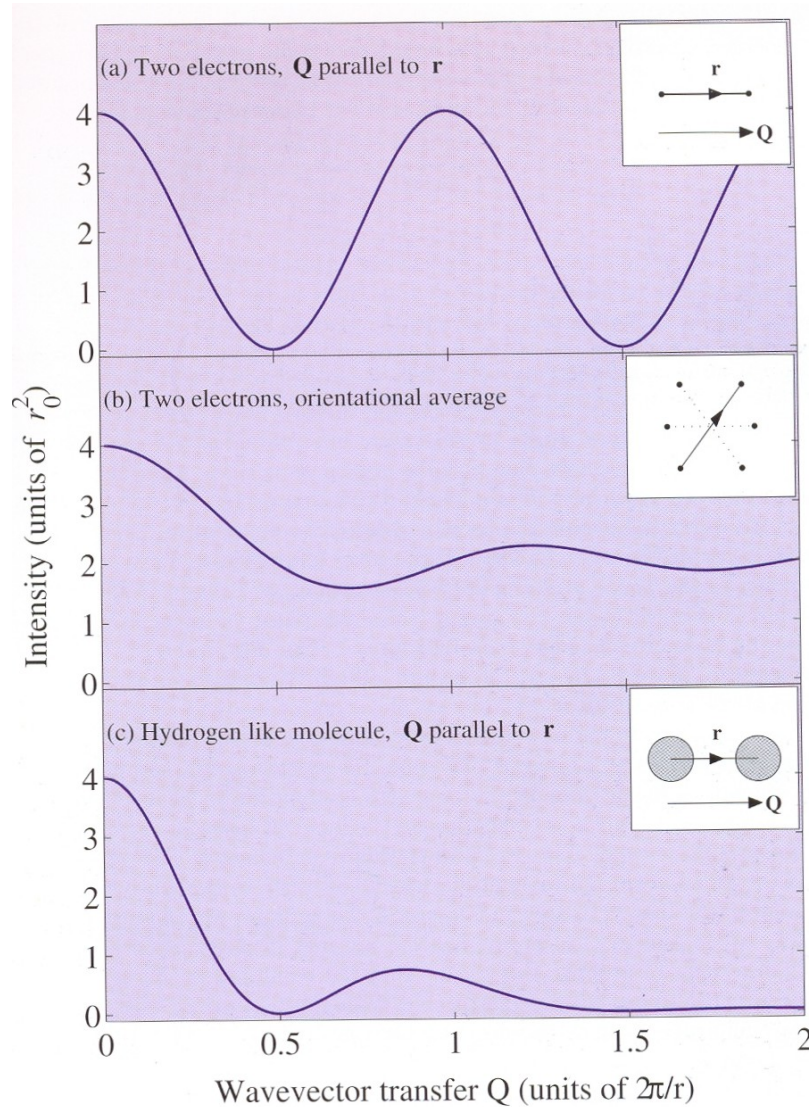 (a) Two electrons, Q parallel to r
r
Q
4
3
2
1
0
(b) Two electrons, orientational average
4
3
2
1
0
Intensity (units of r₀²)
(c) Hydrogen like molecule, Q parallel to r
r
Q
4
3
2
1
0
0 0.5 1 1.5 2
Wavevector transfer Q (units of 2π/r)